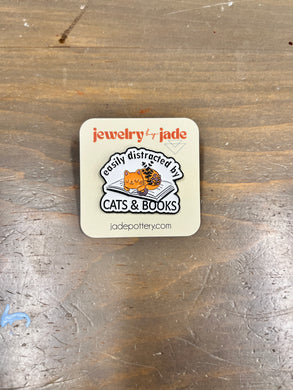 jewelry by jade
easily distracted by
CATS & BOOKS
jadepottery.com